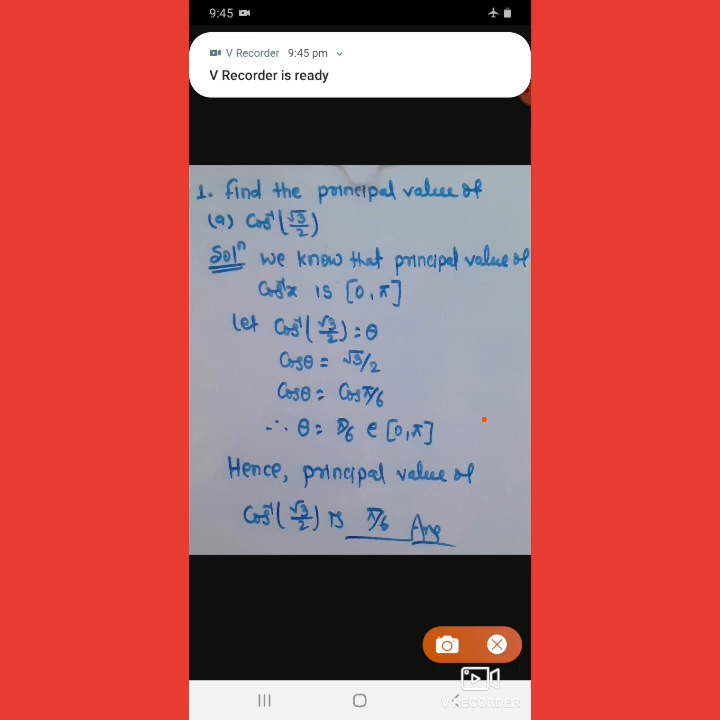 9:45
V Recorder 9:45 pm
V Recorder is ready
1. Find the principal value of
(a) Cos⁻¹(√3/2)
Solⁿ We know that principal value of
Cos⁻¹x is [0, π]
Let Cos⁻¹(√3/2) = θ
Cosθ = √3/2
Cosθ = Cos π/6
∴ θ = π/6 ∈ [0, π]
Hence, principal value of
Cos⁻¹(√3/2) is π/6 Ans
V RECORDER